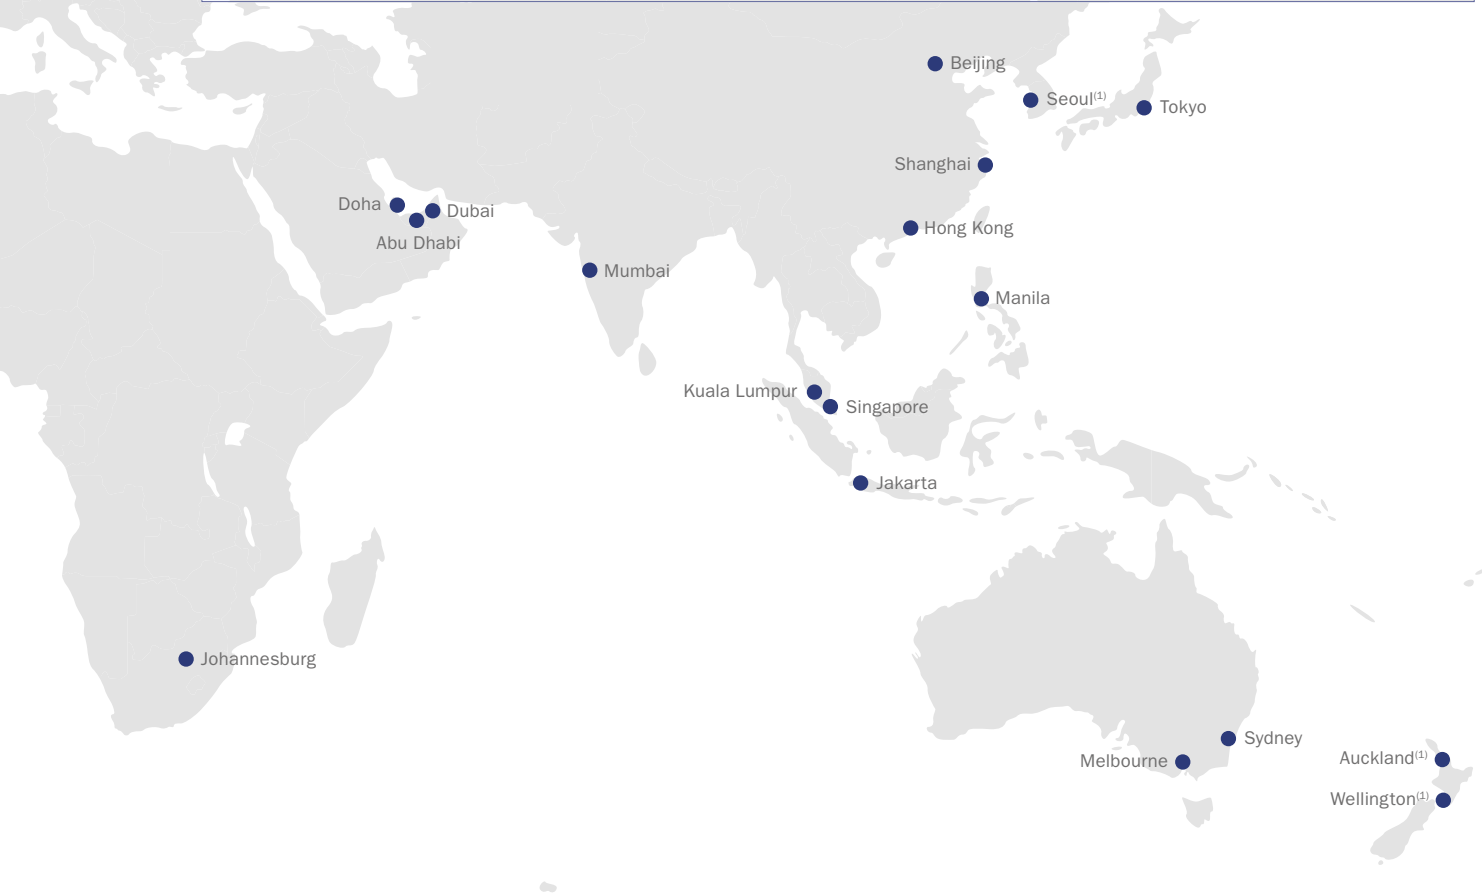 Beijing
Seoul(1)
Tokyo
Shanghai
Doha
Dubai
Hong Kong
Abu Dhabi
Mumbai
Manila
Kuala Lumpur
Singapore
Jakarta
Johannesburg
Sydney
Auckland(1)
Melbourne
Wellington(1)